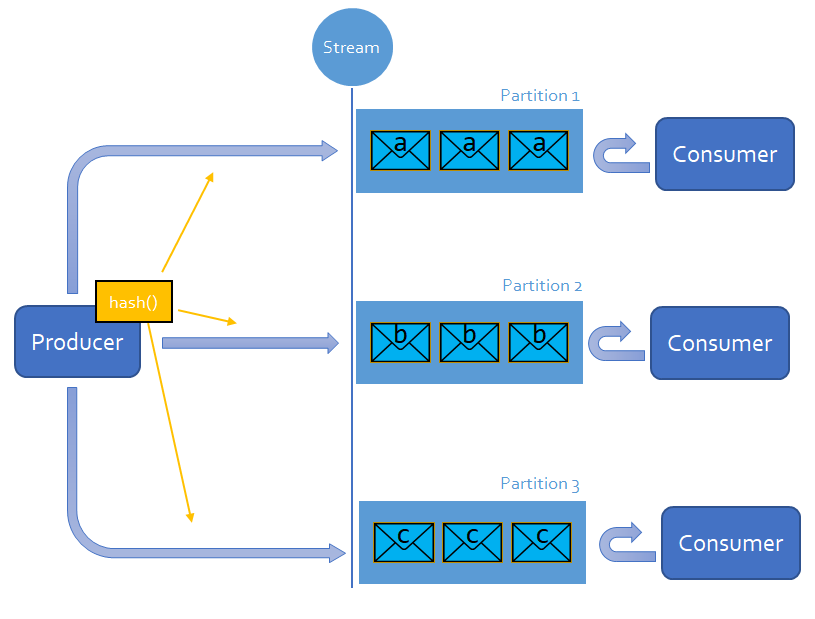 Stream
Partition 1
a a a
Consumer
hash()
Producer
Partition 2
b b b
Consumer
Partition 3
c c c
Consumer